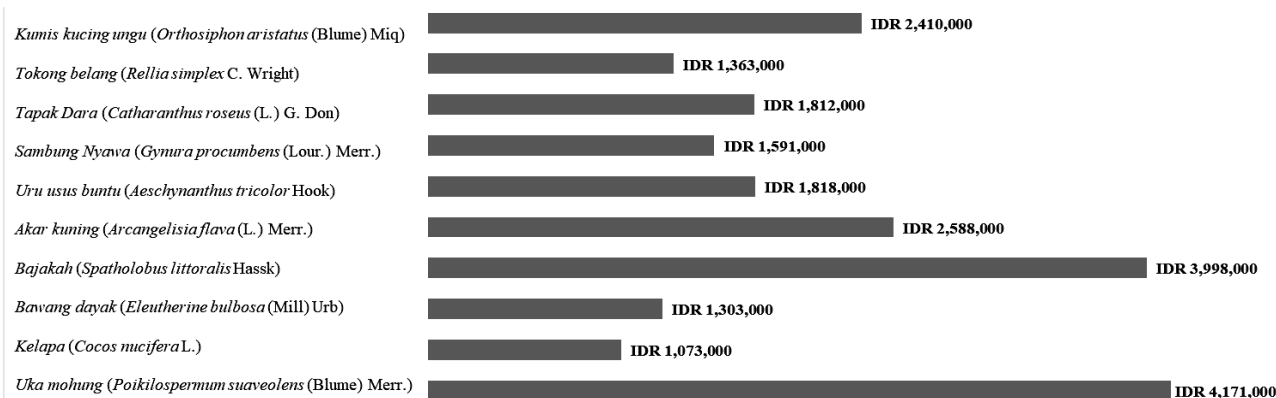 Kumis kucing ungu (Orthosiphon aristatus (Blume) Miq) IDR 2,410,000
Tokong belang (Rellia simplex C. Wright) IDR 1,363,000
Tapak Dara (Catharanthus roseus (L.) G. Don) IDR 1,812,000
Sambung Nyawa (Gynura procumbens (Lour.) Merr.) IDR 1,591,000
Uru usus buntu (Aeschynanthus tricolor Hook) IDR 1,818,000
Akar kuning (Arcangelisia flava (L.) Merr.) IDR 2,588,000
Bajakah (Spatholobus littoralis Hassk) IDR 3,998,000
Bawang dayak (Eleutherine bulbosa (Mill) Urb) IDR 1,303,000
Kelapa (Cocos nucifera L.) IDR 1,073,000
Uka mohung (Poikilospermum suaveolens (Blume) Merr.) IDR 4,171,000